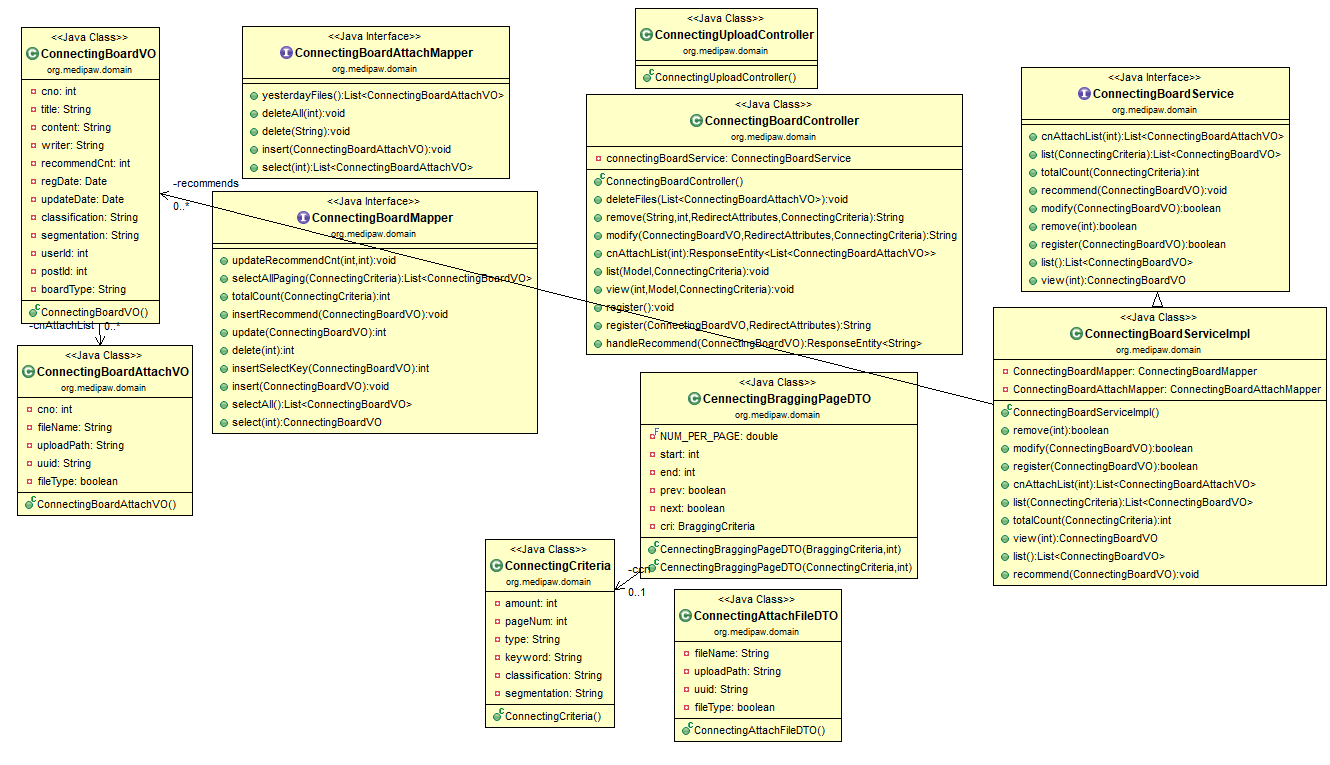 <<Java Class>>
ConnectingBoardVO
org.medipaw.domain
cno: int
title: String
content: String
writer: String
recommendCnt: int
regDate: Date
updateDate: Date
classification: String
segmentation: String
userId: int
postId: int
boardType: String
ConnectingBoardVO()
-cnAttachList
0..*
<<Java Class>>
ConnectingBoardAttachVO
org.medipaw.domain
cno: int
fileName: String
uploadPath: String
uuid: String
fileType: boolean
ConnectingBoardAttachVO()
<<Java Interface>>
ConnectingBoardAttachMapper
org.medipaw.domain
yesterdayFiles():List<ConnectingBoardAttachVO>
deleteAll(int):void
delete(String):void
insert(ConnectingBoardAttachVO):void
select(int):List<ConnectingBoardAttachVO>
-recommends
0..*
<<Java Interface>>
ConnectingBoardMapper
org.medipaw.domain
updateRecommendCnt(int,int):void
selectAllPaging(ConnectingCriteria):List<ConnectingBoardVO>
totalCount(ConnectingCriteria):int
insertRecommend(ConnectingBoardVO):void
update(ConnectingBoardVO):int
delete(int):int
insertSelectKey(ConnectingBoardVO):int
insert(ConnectingBoardVO):void
selectAll():List<ConnectingBoardVO>
select(int):ConnectingBoardVO
<<Java Class>>
ConnectingUploadController
org.medipaw.domain
ConnectingUploadController()
<<Java Class>>
ConnectingBoardController
org.medipaw.domain
connectingBoardService: ConnectingBoardService
ConnectingBoardController()
deleteFiles(List<ConnectingBoardAttachVO>):void
remove(String,int,RedirectAttributes,ConnectingCriteria):String
modify(ConnectingBoardVO,RedirectAttributes,ConnectingCriteria):String
cnAttachList(int):ResponseEntity<List<ConnectingBoardAttachVO>>
list(Model,ConnectingCriteria):void
view(int,Model,ConnectingCriteria):void
register():void
register(ConnectingBoardVO,RedirectAttributes):String
handleRecommend(ConnectingBoardVO):ResponseEntity<String>
<<Java Class>>
CennectingBraggingPageDTO
org.medipaw.domain
NUM_PER_PAGE: double
start: int
end: int
prev: boolean
next: boolean
cri: BraggingCriteria
CennectingBraggingPageDTO(BraggingCriteria,int)
CennectingBraggingPageDTO(ConnectingCriteria,int)
-ccri
0..1
<<Java Class>>
ConnectingCriteria
org.medipaw.domain
amount: int
pageNum: int
type: String
keyword: String
classification: String
segmentation: String
ConnectingCriteria()
<<Java Class>>
ConnectingAttachFileDTO
org.medipaw.domain
fileName: String
uploadPath: String
uuid: String
fileType: boolean
ConnectingAttachFileDTO()
<<Java Interface>>
ConnectingBoardService
org.medipaw.domain
cnAttachList(int):List<ConnectingBoardAttachVO>
list(ConnectingCriteria):List<ConnectingBoardVO>
totalCount(ConnectingCriteria):int
recommend(ConnectingBoardVO):void
modify(ConnectingBoardVO):boolean
remove(int):boolean
register(ConnectingBoardVO):boolean
list():List<ConnectingBoardVO>
view(int):ConnectingBoardVO
<<Java Class>>
ConnectingBoardServiceImpl
org.medipaw.domain
ConnectingBoardMapper: ConnectingBoardMapper
ConnectingBoardAttachMapper: ConnectingBoardAttachMapper
ConnectingBoardServiceImpl()
remove(int):boolean
modify(ConnectingBoardVO):boolean
register(ConnectingBoardVO):boolean
cnAttachList(int):List<ConnectingBoardAttachVO>
list(ConnectingCriteria):List<ConnectingBoardVO>
totalCount(ConnectingCriteria):int
view(int):ConnectingBoardVO
list():List<ConnectingBoardVO>
recommend(ConnectingBoardVO):void